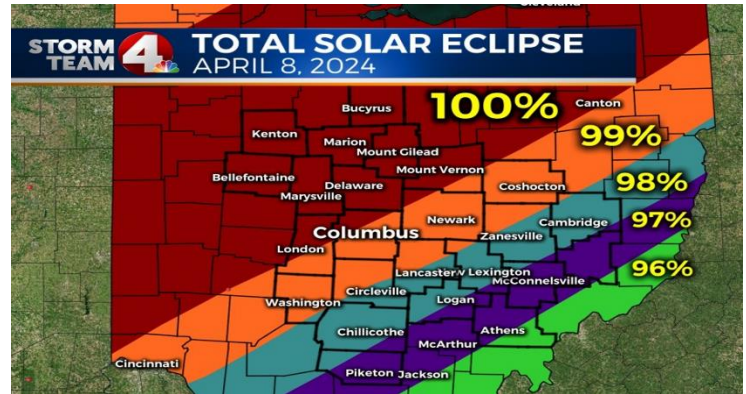 Cleveland
STORM TEAM 4
TOTAL SOLAR ECLIPSE
APRIL 8, 2024
Bucyrus
100%
Canton
Kenton
Marion
99%
Mount Gilead
Mount Vernon
Bellefontaine
Delaware
Coshocton
98%
Marysville
Newark
Cambridge
97%
Columbus
Zanesville
London
96%
Lancaster
w Lexington
McConnelsville
Circleville
Washington
Logan
Chillicothe
Athens
McArthur
Cincinnati
Piketon
Jackson